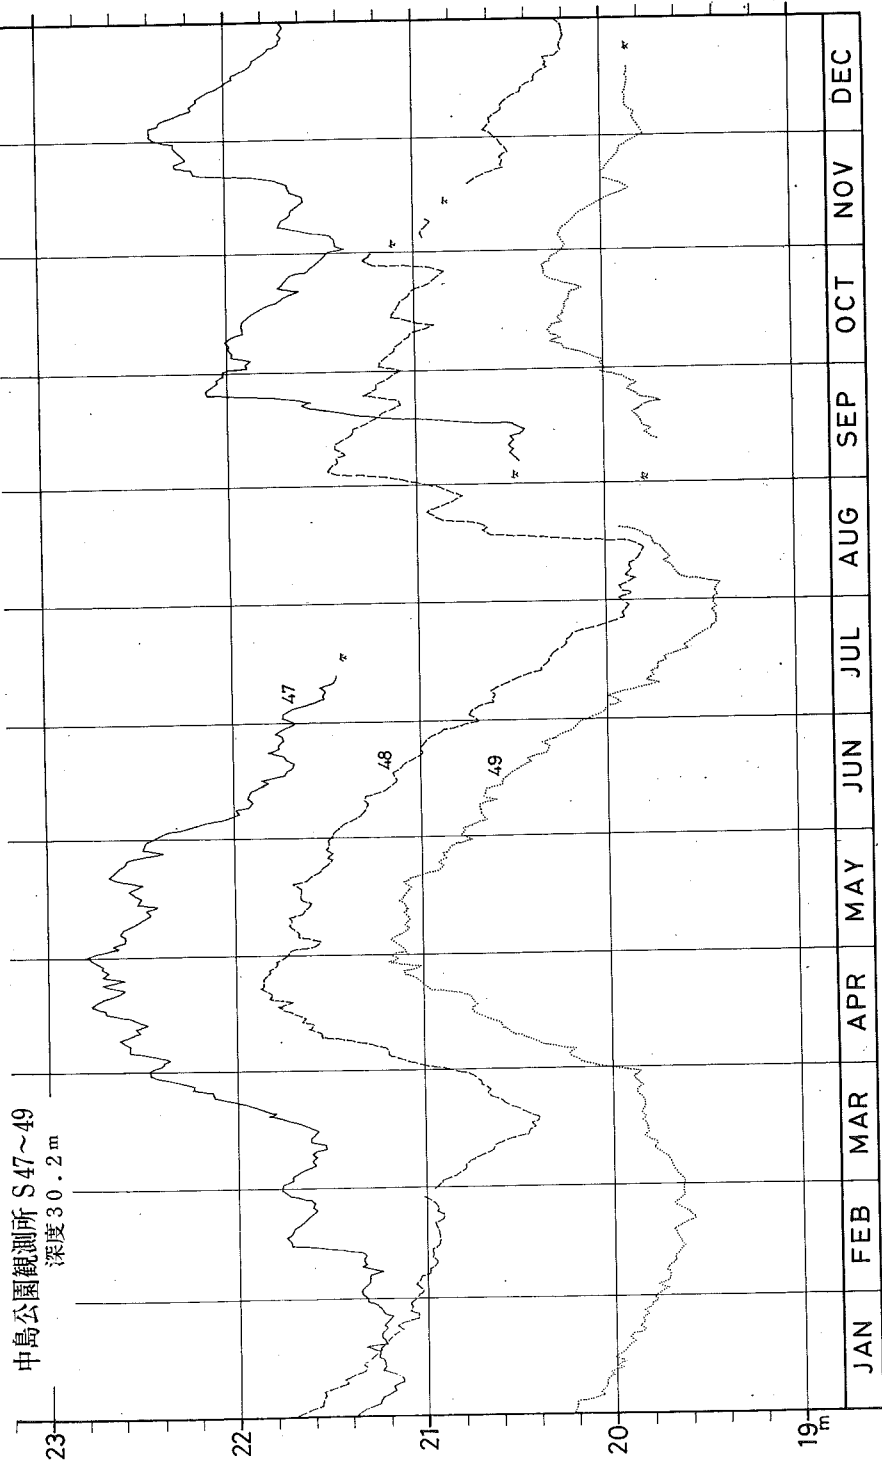 中島公園観測所 S47～49
深度30.2m
23
22
21
20
19m
47
48
49
JAN
FEB
MAR
APR
MAY
JUN
JUL
AUG
SEP
OCT
NOV
DEC